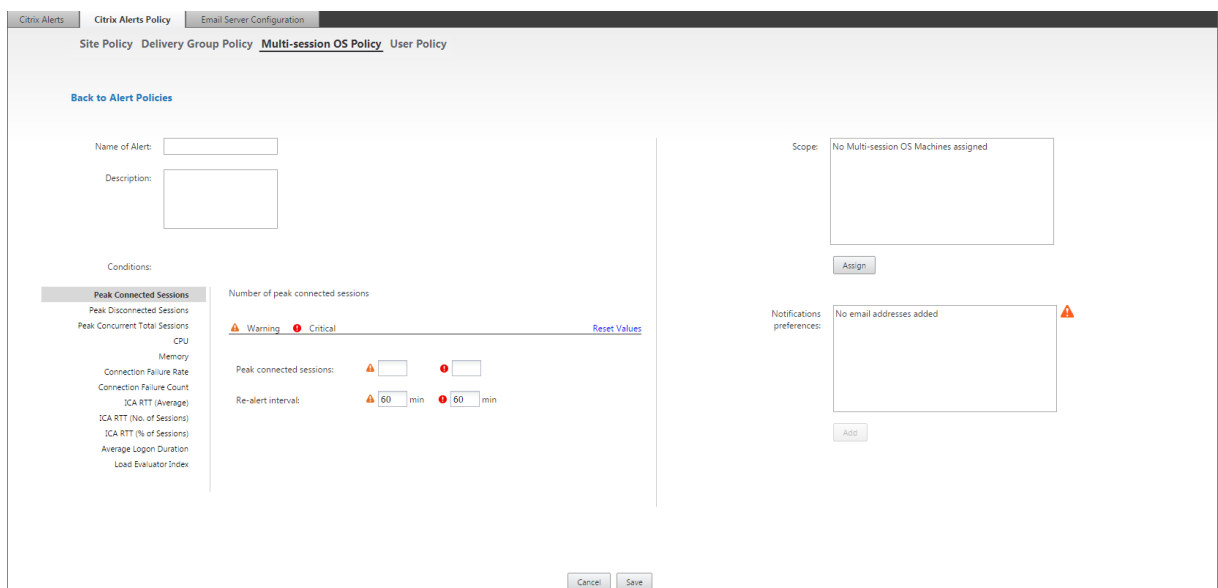 Citrix Alerts Citrix Alerts Policy Email Server Configuration
Site Policy Delivery Group Policy Multi-session OS Policy User Policy
Back to Alert Policies
Name of Alert:
Description:
Conditions:
Peak Connected Sessions
Peak Disconnected Sessions
Peak Concurrent Total Sessions
CPU
Memory
Connection Failure Rate
Connection Failure Count
ICA RTT (Average)
ICA RTT (No. of Sessions)
ICA RTT (% of Sessions)
Average Logon Duration
Load Evaluator Index
Number of peak connected sessions
Warning Critical Reset Values
Peak connected sessions:
Re-alert interval: 60 min 60 min
Scope: No Multi-session OS Machines assigned
Assign
Notifications preferences:
No email addresses added
Add
Cancel Save